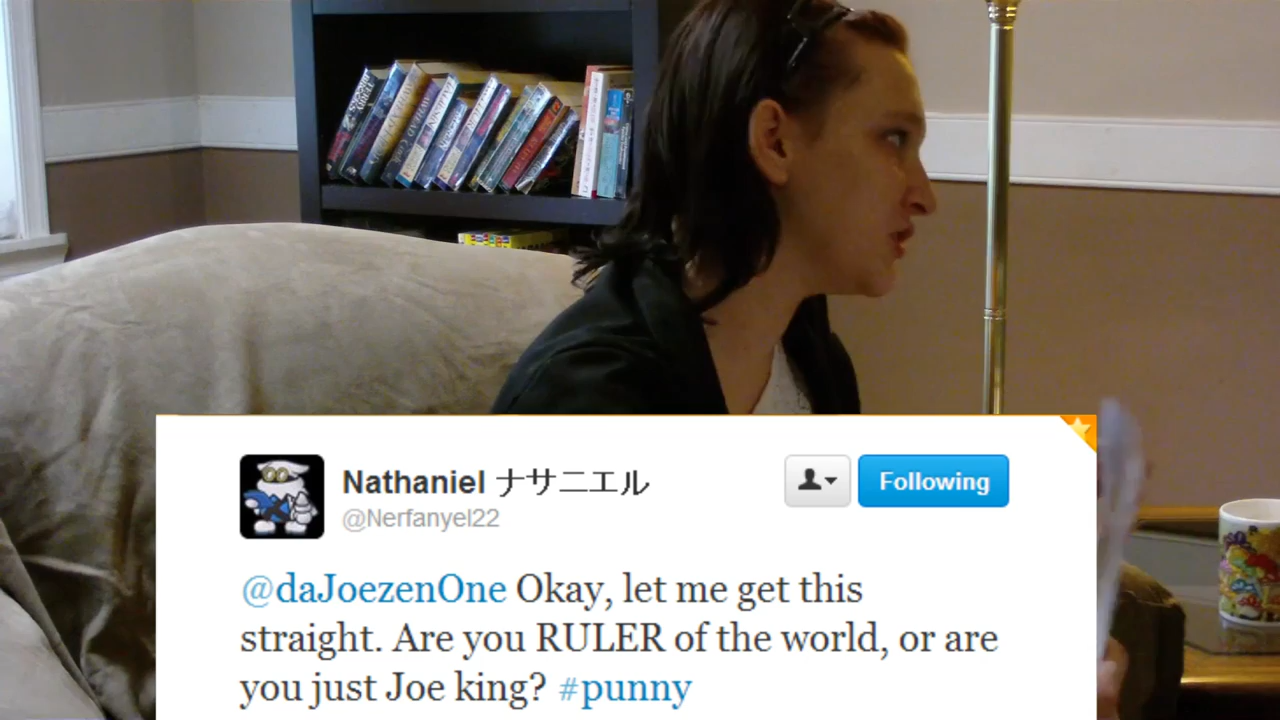 Nathaniel ナサニエル
Following
@Nerfanyel22
@daJoezenOne Okay, let me get this
straight. Are you RULER of the world, or are
you just Joe king? #punny